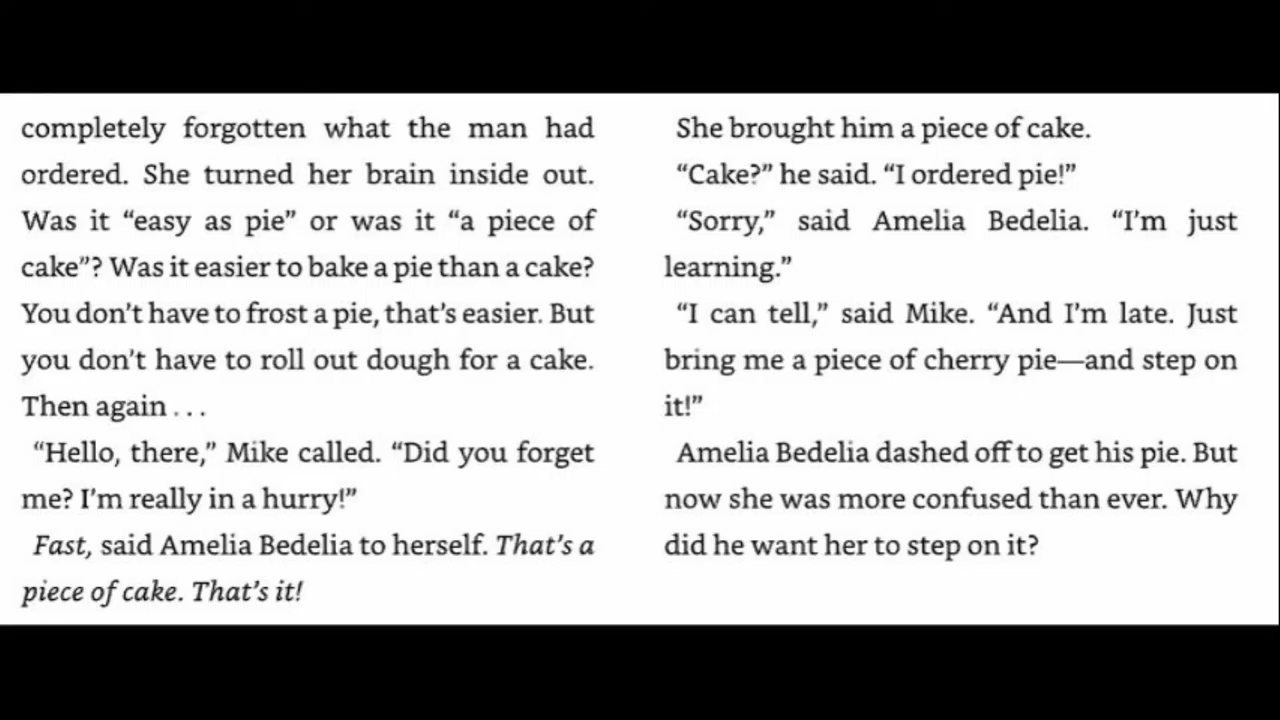 completely forgotten what the man had
ordered. She turned her brain inside out.
Was it “easy as pie” or was it “a piece of
cake”? Was it easier to bake a pie than a cake?
You don’t have to frost a pie, that’s easier. But
you don’t have to roll out dough for a cake.
Then again . . .
“Hello, there,” Mike called. “Did you forget
me? I’m really in a hurry!”
Fast, said Amelia Bedelia to herself. That’s a
piece of cake. That’s it!
She brought him a piece of cake.
“Cake?” he said. “I ordered pie!”
“Sorry,” said Amelia Bedelia. “I’m just
learning.”
“I can tell,” said Mike. “And I’m late. Just
bring me a piece of cherry pie—and step on
it!”
Amelia Bedelia dashed off to get his pie. But
now she was more confused than ever. Why
did he want her to step on it?